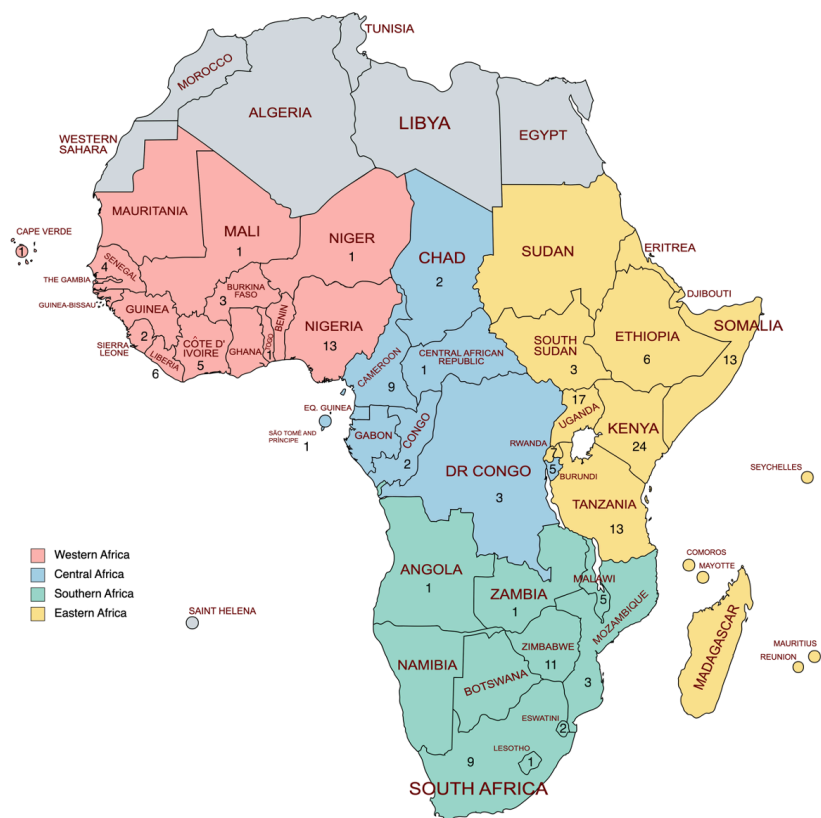 TUNISIA
MOROCCO
ALGERIA
LIBYA
EGYPT
WESTERN
SAHARA
MAURITANIA
MALI
1
NIGER
1
CHAD
2
SUDAN
ERITREA
CAPE VERDE
1
4
SENEGAL
THE GAMBIA
GUINEA-BISSAU
GUINEA
BURKINA
FASO
3
BENIN
NIGERIA
13
DJIBOUTI
SOMALIA
13
ETHIOPIA
6
SOUTH
SUDAN
3
SIERRA
LEONE
2
LIBERIA
6
CÔTE D'
IVOIRE
5
GHANA
TOGO
1
CAMEROON
9
CENTRAL AFRICAN
REPUBLIC
1
EQ. GUINEA
SÃO TOMÉ AND
PRÍNCIPE
1
GABON
CONGO
2
DR CONGO
3
17
UGANDA
KENYA
24
RWANDA
7
5
BURUNDI
TANZANIA
13
SEYCHELLES
COMOROS
MAYOTTE
Western Africa
Central Africa
Southern Africa
Eastern Africa
ANGOLA
1
ZAMBIA
1
MALAWI
5
MOZAMBIQUE
3
SAINT HELENA
NAMIBIA
BOTSWANA
ZIMBABWE
11
MADAGASCAR
MAURITIUS
REUNION
ESWATINI
2
LESOTHO
1
9
SOUTH AFRICA